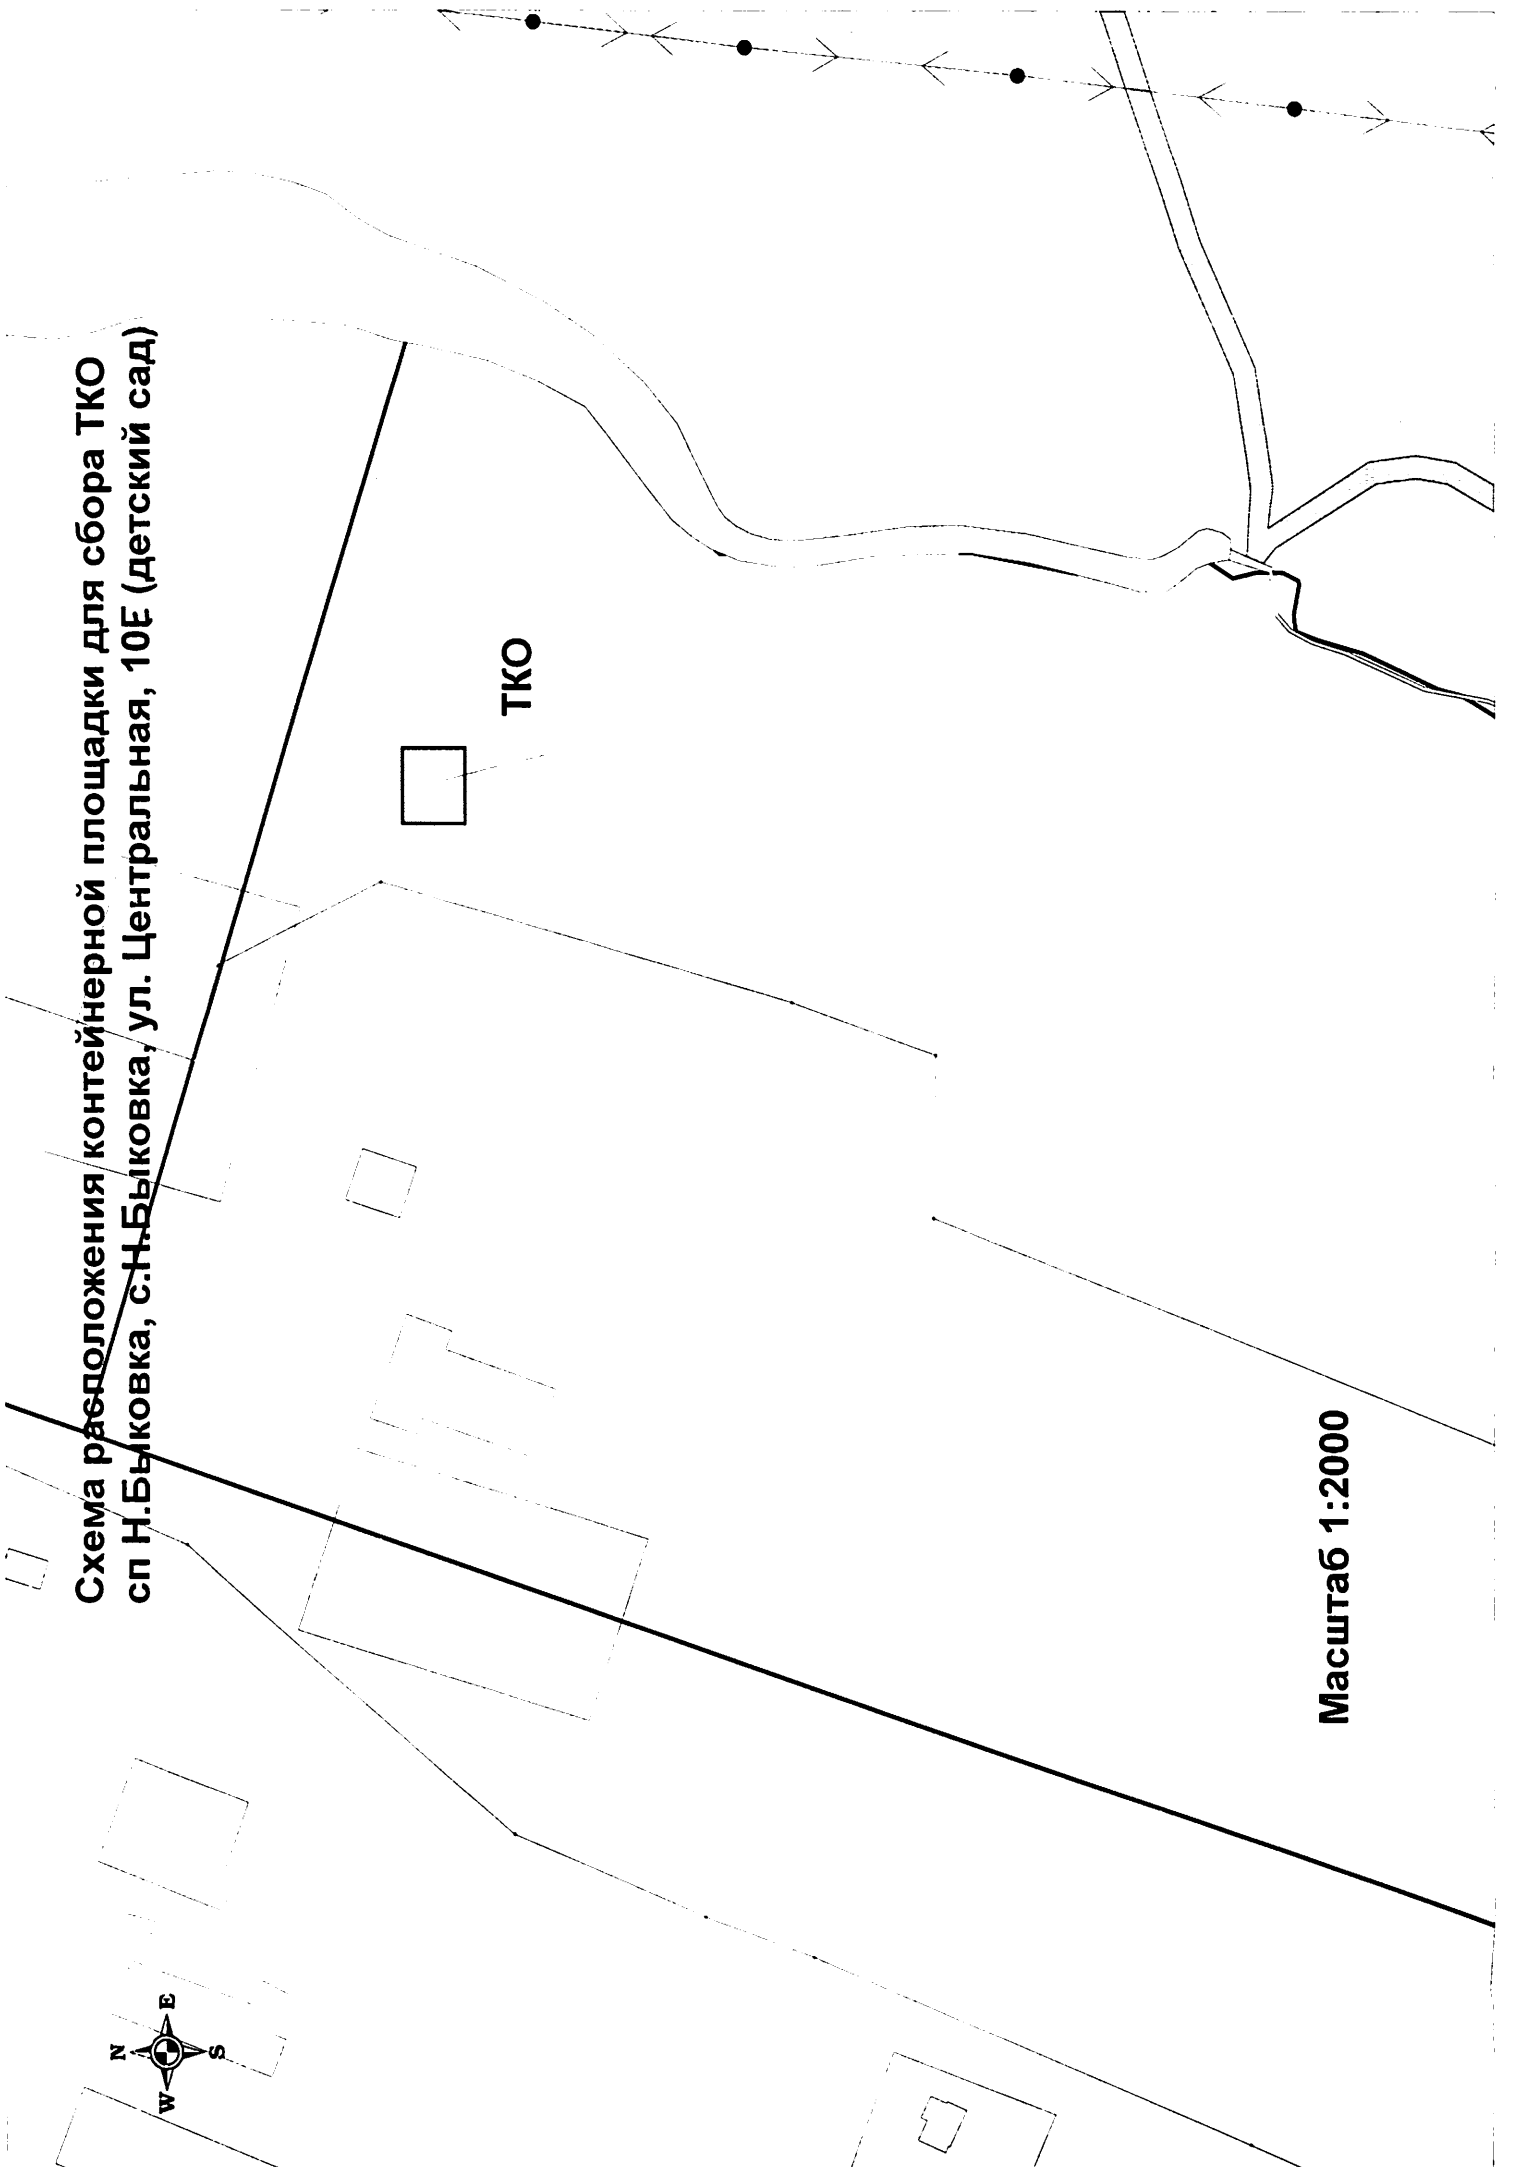 Схема расположения контейнерной площадки для сбора ТКО
сп Н.Быковка, с.Н.Быковка, ул. Центральная, 10Е (детский сад)
ТКО
Масштаб 1:2000
N
W
E
S